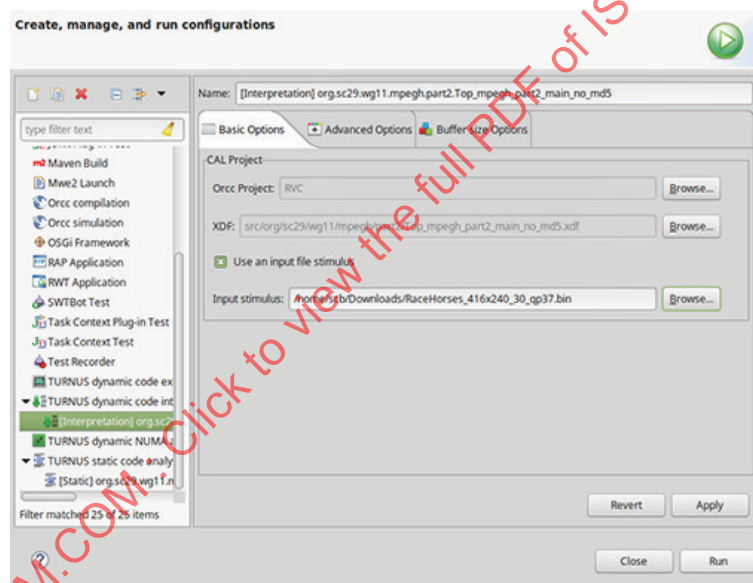 Create, manage, and run configurations
Name: [Interpretation] org.sc29.wg11.mpegh.part2.Top_mpegh_part2_main_no_md5
type filter text
Maven Build
Mwe2 Launch
Orcc compilation
Orcc simulation
OSGi Framework
RAP Application
RWT Application
SWTBot Test
Task Context Plug-in Test
Task Context Test
Test Recorder
TURNUS dynamic code ex
TURNUS dynamic code int
[Interpretation] org.sc2
TURNUS dynamic NUMA
TURNUS static code analy
[Static] org.sc29.wg11.m
Filter matched 25 of 25 items
Basic Options
Advanced Options
Buffer size Options
CAL Project
Orcc Project: RVC
Browse...
XDF: src/org/sc29/wg11/mpegh/part2/Top_mpegh_part2_main_no_md5.xdf
Browse...
Use an input file stimulus
Input stimulus: /home/scb/Downloads/RaceHorses_416x240_30_qp37.bin
Browse...
Revert
Apply
Close
Run
M.COM. Click to view the full PDF of IS